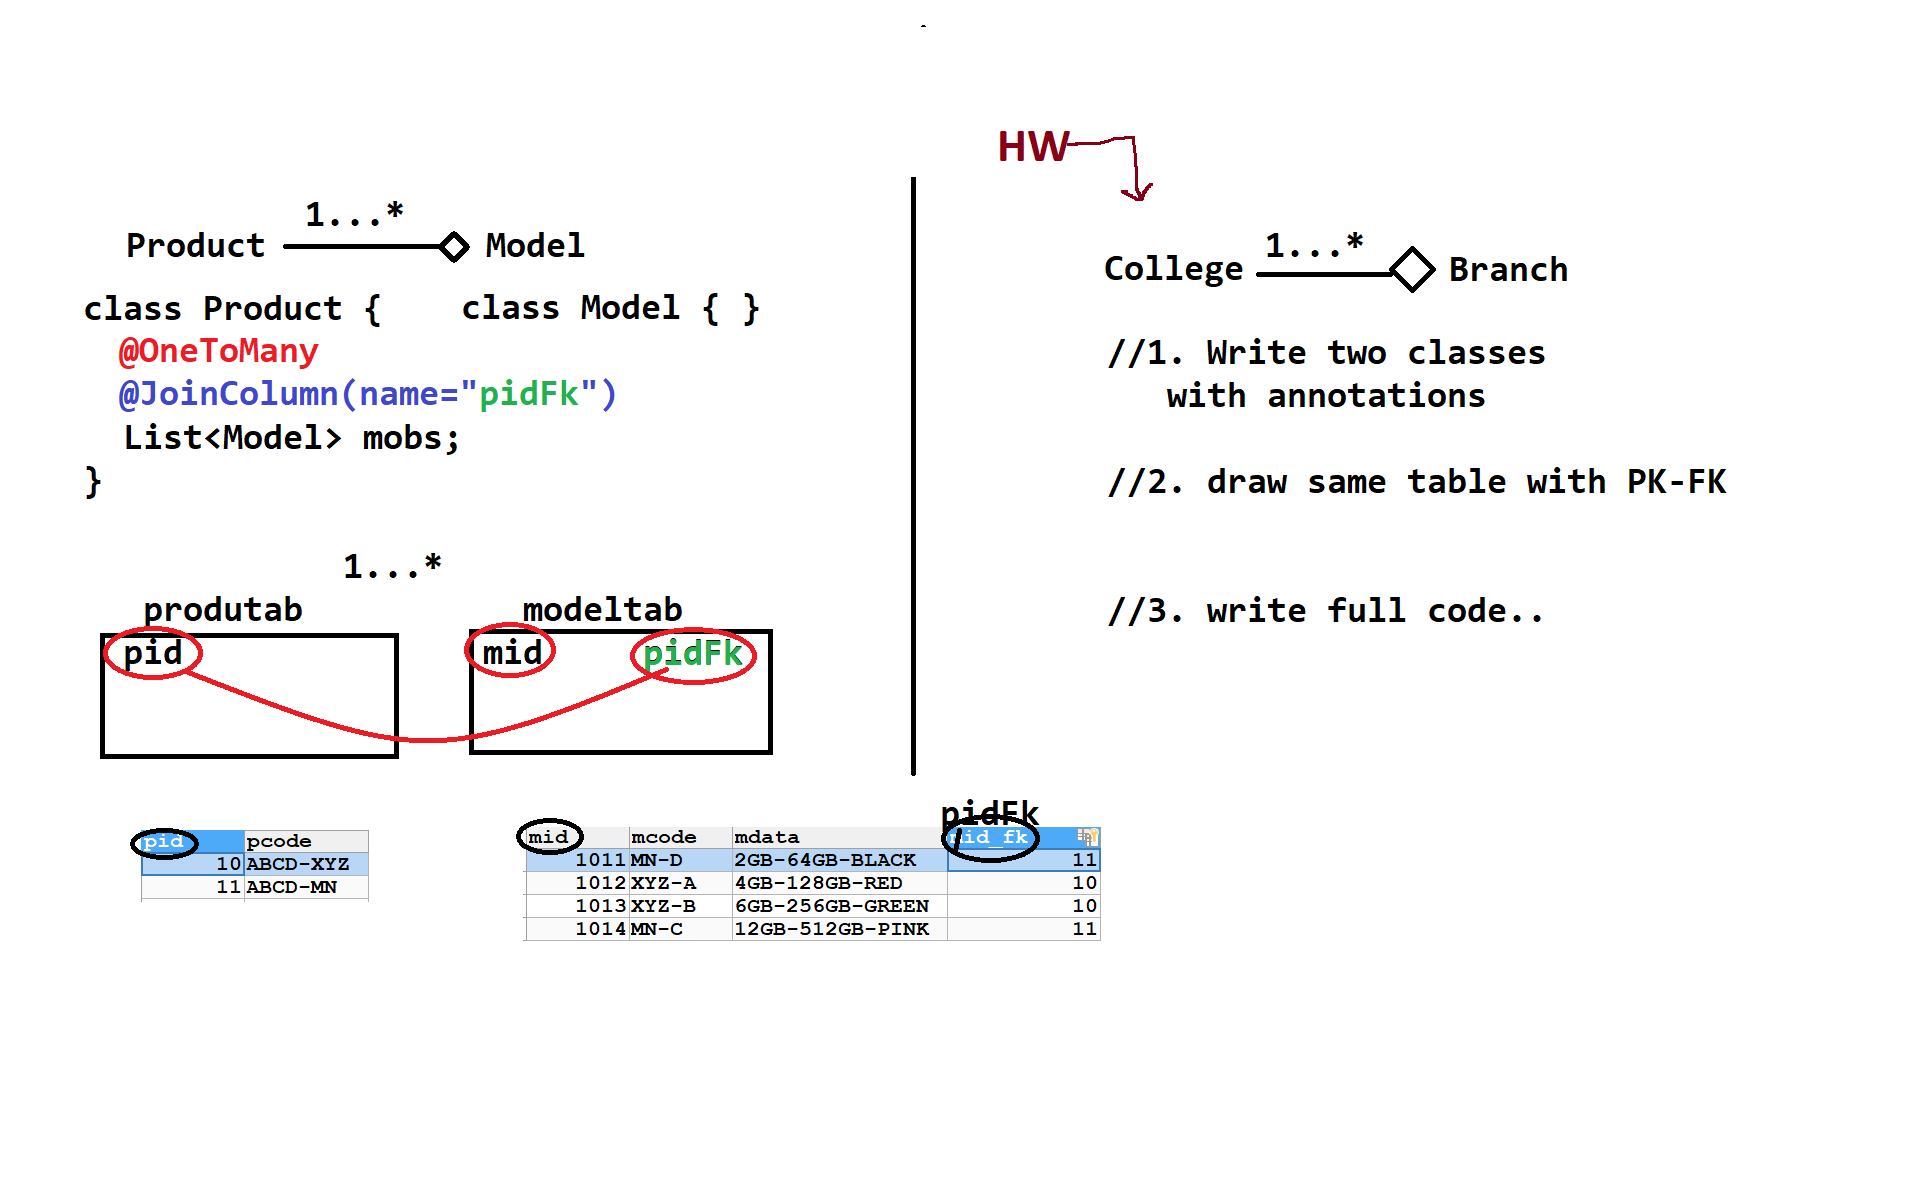 1...*
Product Model
class Product { class Model { }
@OneToMany
@JoinColumn(name="pidFk")
List<Model> mobs;
}
1...*
produtab modeltab
pid mid pidFk
pid pcode
10 ABCD-XYZ
11 ABCD-MN
pidFk
mid mcode mdata pid_fk
1011 MN-D 2GB-64GB-BLACK 11
1012 XYZ-A 4GB-128GB-RED 10
1013 XYZ-B 6GB-256GB-GREEN 10
1014 MN-C 12GB-512GB-PINK 11
HW
1...*
College Branch
//1. Write two classes
with annotations
//2. draw same table with PK-FK
//3. write full code..